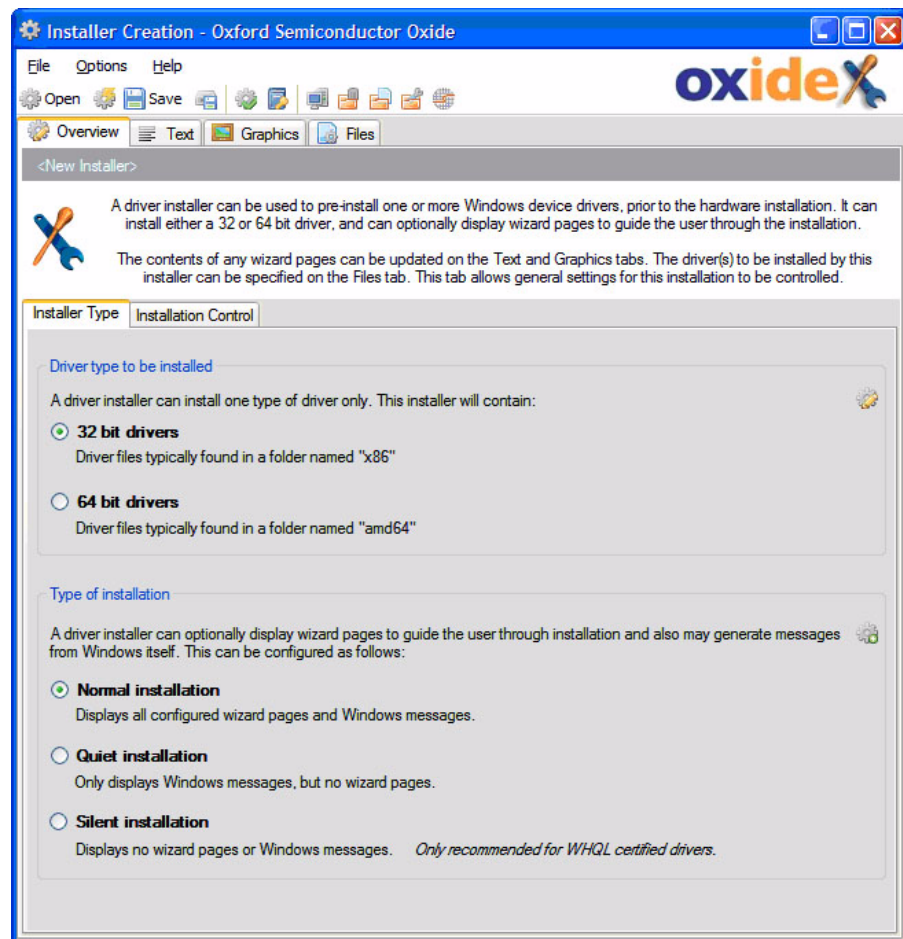 Installer Creation - Oxford Semiconductor Oxide
File Options Help
Open Save
oxide
Overview Text Graphics Files
<New Installer>
A driver installer can be used to pre-install one or more Windows device drivers, prior to the hardware installation. It can
install either a 32 or 64 bit driver, and can optionally display wizard pages to guide the user through the installation.
The contents of any wizard pages can be updated on the Text and Graphics tabs. The driver(s) to be installed by this
installer can be specified on the Files tab. This tab allows general settings for this installation to be controlled.
Installer Type Installation Control
Driver type to be installed
A driver installer can install one type of driver only. This installer will contain:
32 bit drivers
Driver files typically found in a folder named "x86"
64 bit drivers
Driver files typically found in a folder named "amd64"
Type of installation
A driver installer can optionally display wizard pages to guide the user through installation and also may generate messages
from Windows itself. This can be configured as follows:
Normal installation
Displays all configured wizard pages and Windows messages.
Quiet installation
Only displays Windows messages, but no wizard pages.
Silent installation
Displays no wizard pages or Windows messages. Only recommended for WHQL certified drivers.